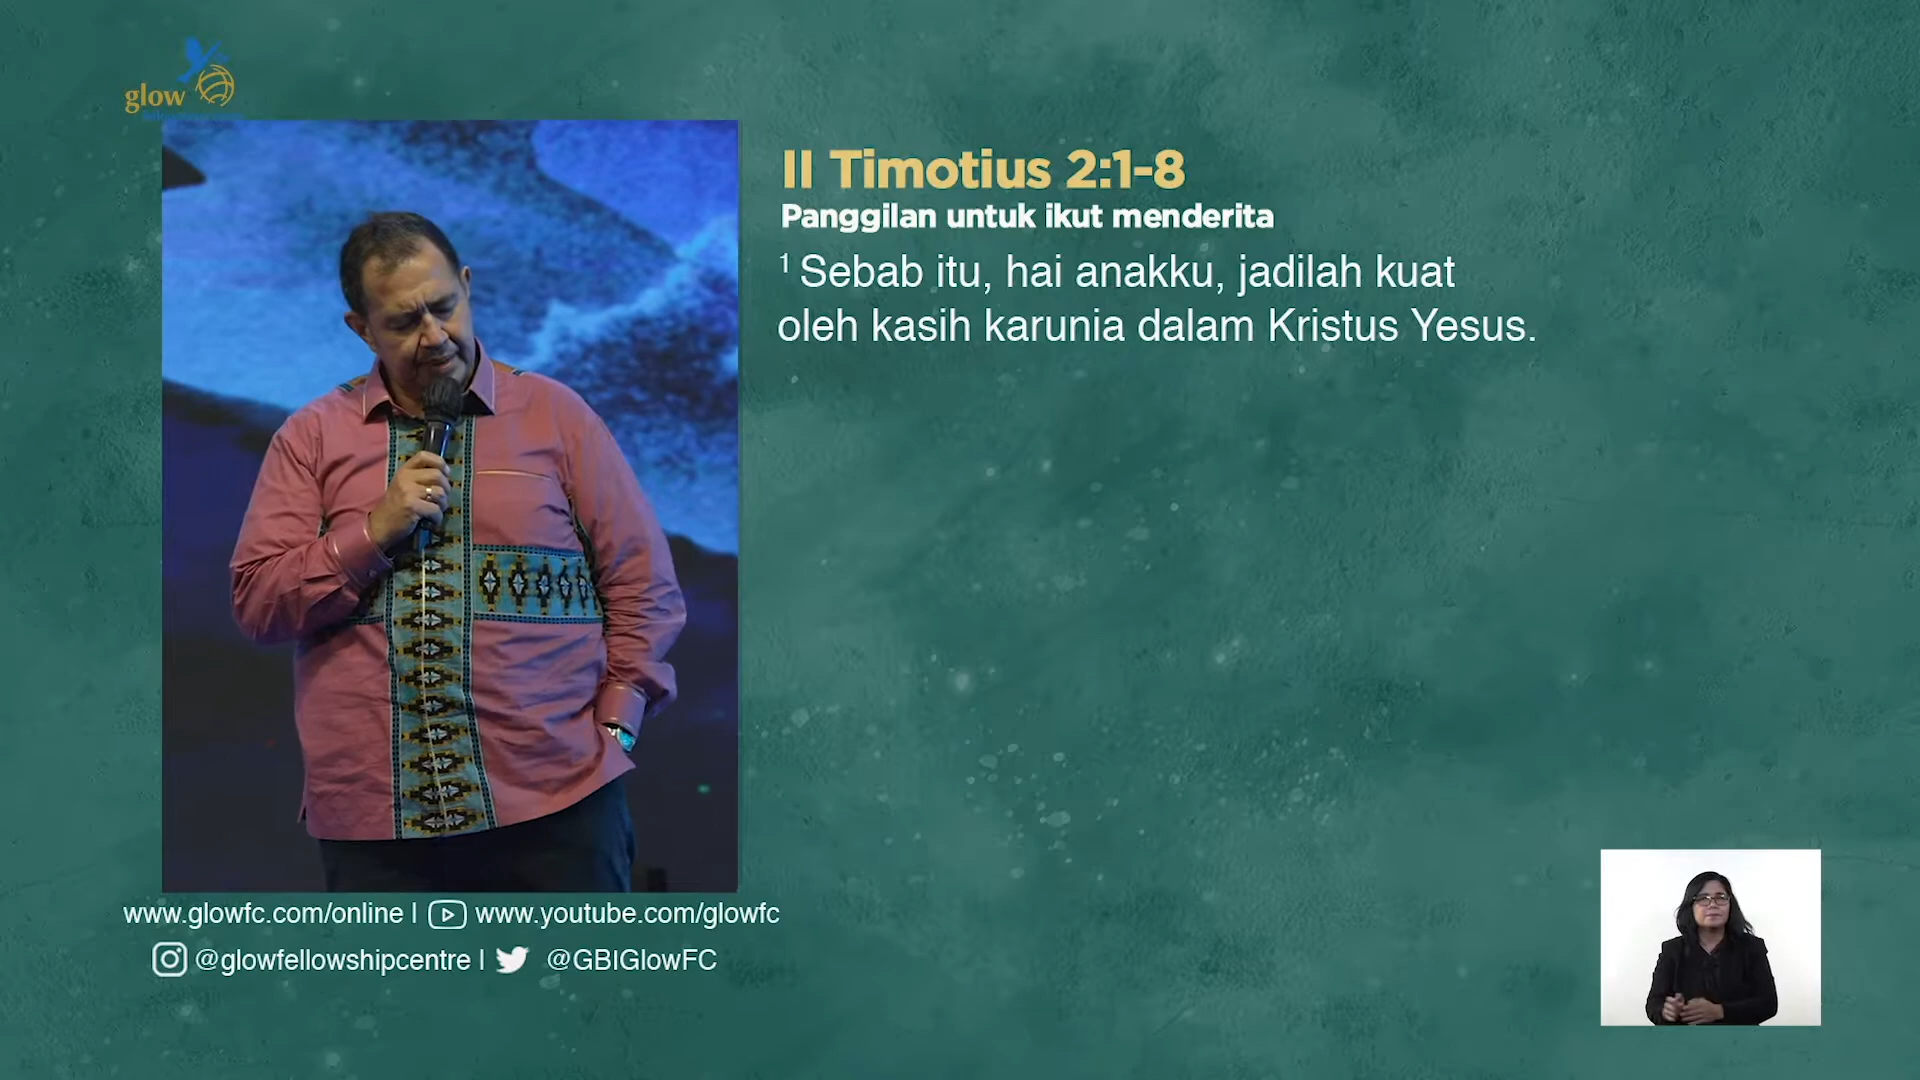 glow
II Timotius 2:1-8
Panggilan untuk ikut menderita
1 Sebab itu, hai anakku, jadilah kuat
oleh kasih karunia dalam Kristus Yesus.
www.glowfc.com/online | www.youtube.com/glowfc
@glowfellowshipcentre | @GBIGlowFC